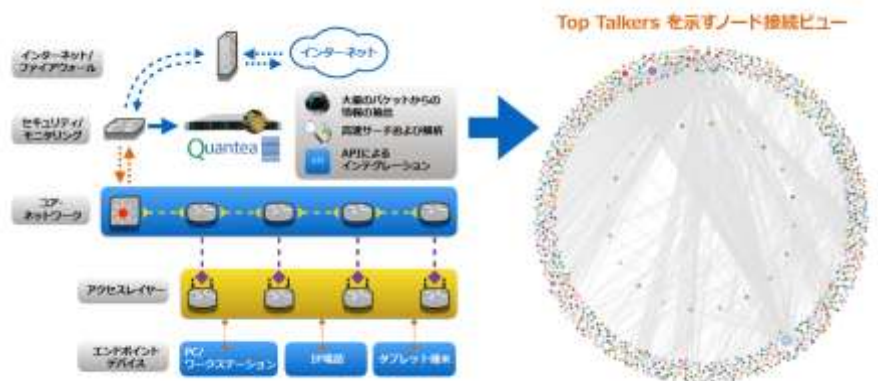 Top Talkers を示すノード接続ビュー
インターネット/
ファイアウォール
インターネット
セキュリティ/
モニタリング
Quantea
大量のパケットからの
情報の抽出
高速サーチおよび解析
API
APIによる
インテグレーション
コア・
ネットワーク
アクセスレイヤー
エンドポイント
デバイス
PC/
ワークステーション
IP電話
タブレット端末